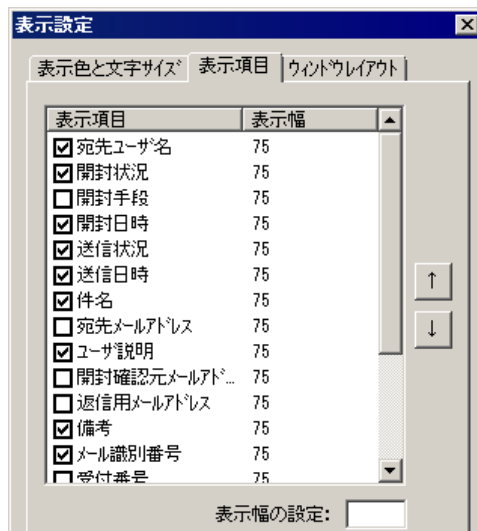 表示設定
表示色と文字サイズ 表示項目 ウィンドウレイアウト
表示項目 表示幅
宛先ユーザ名 75
開封状況 75
開封手段 75
開封日時 75
送信状況 75
送信日時 75
件名 75
宛先メールアドレス 75
ユーザ説明 75
開封確認元メールアド... 75
返信用メールアドレス 75
備考 75
メール識別番号 75
受付番号 75
↑
↓
表示幅の設定: